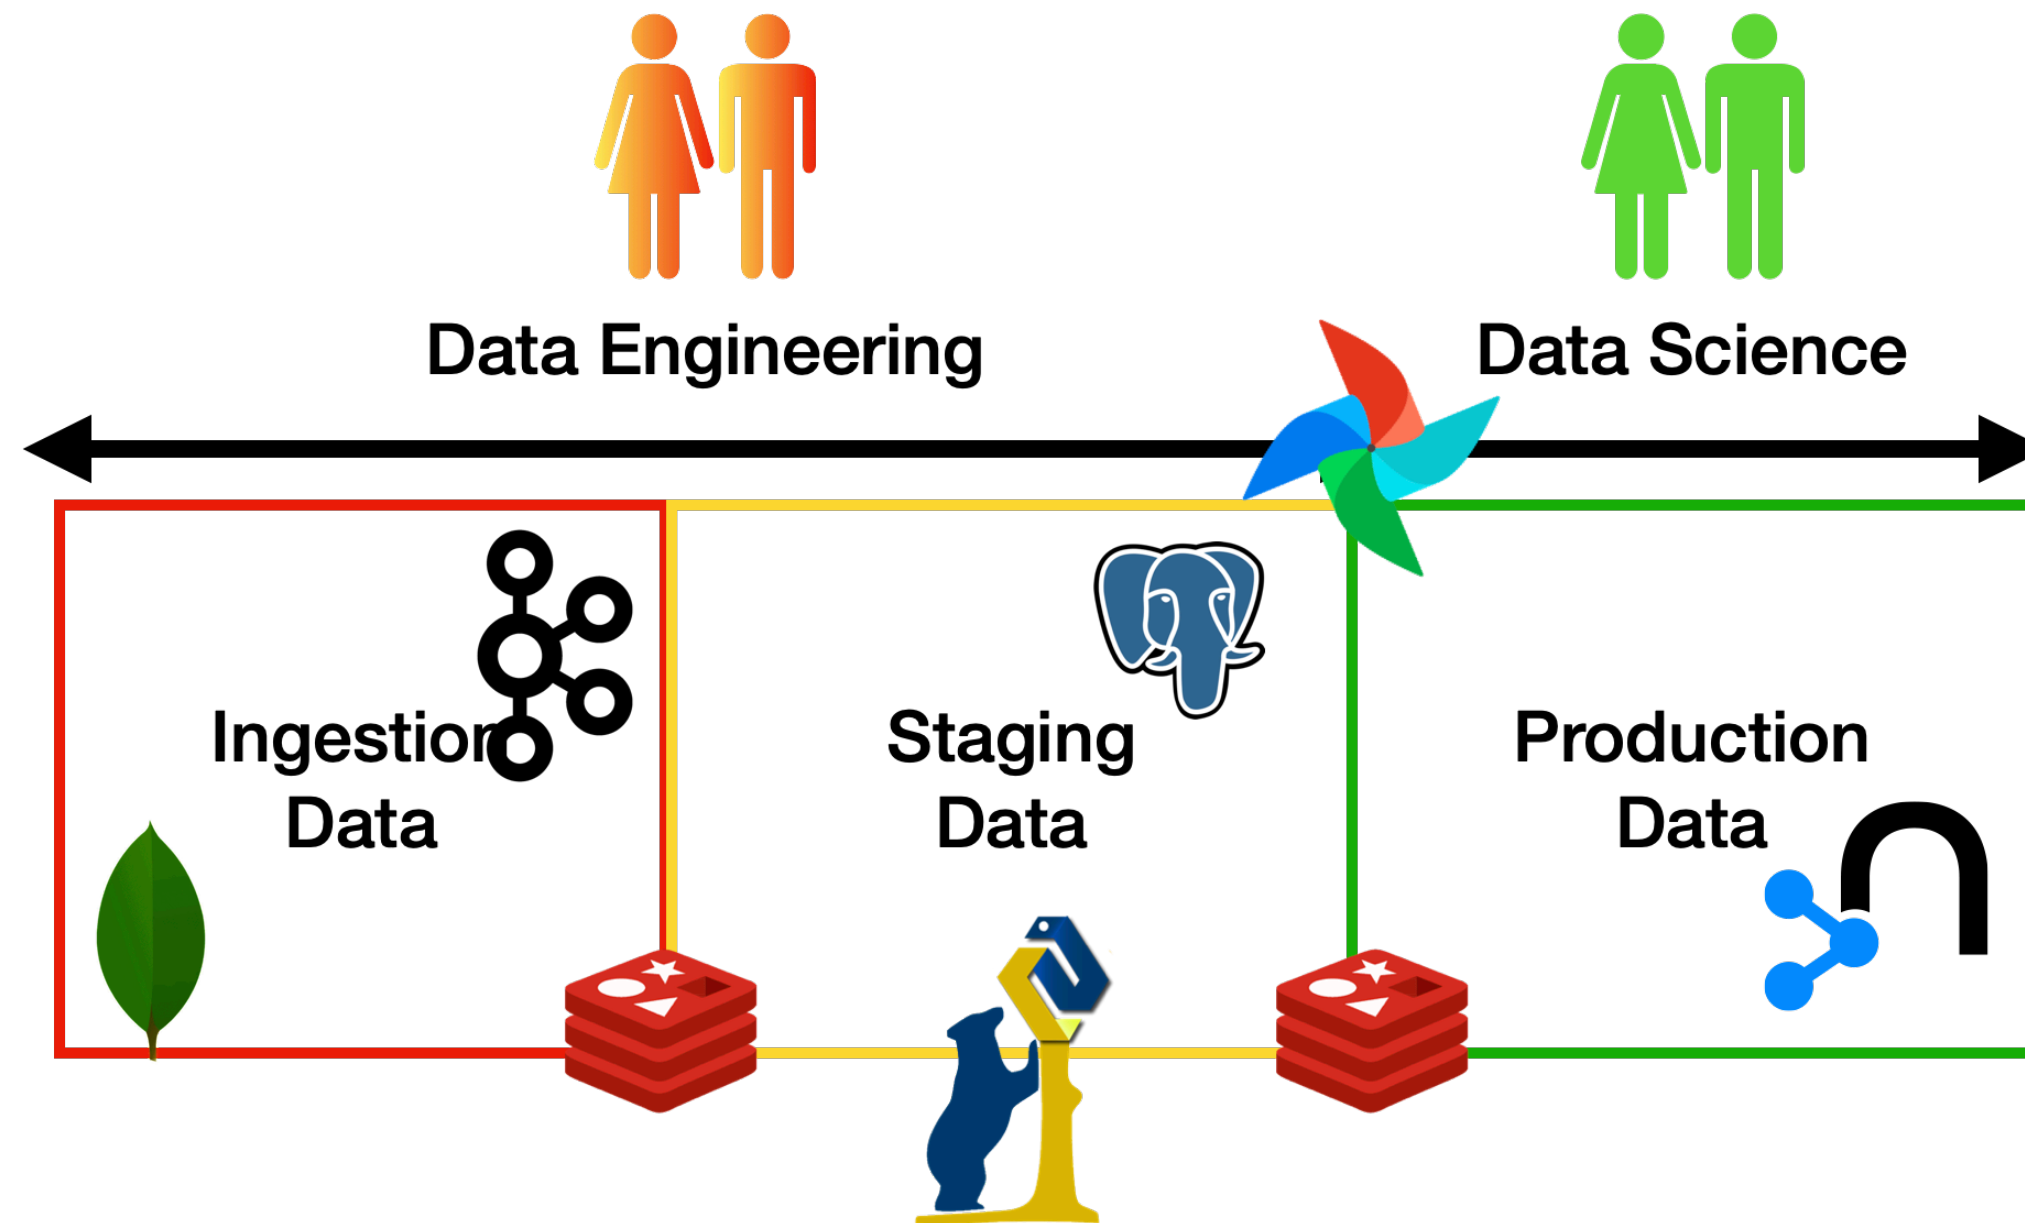 Data Engineering
Data Science
Ingestion
Data
Staging
Data
Production
Data